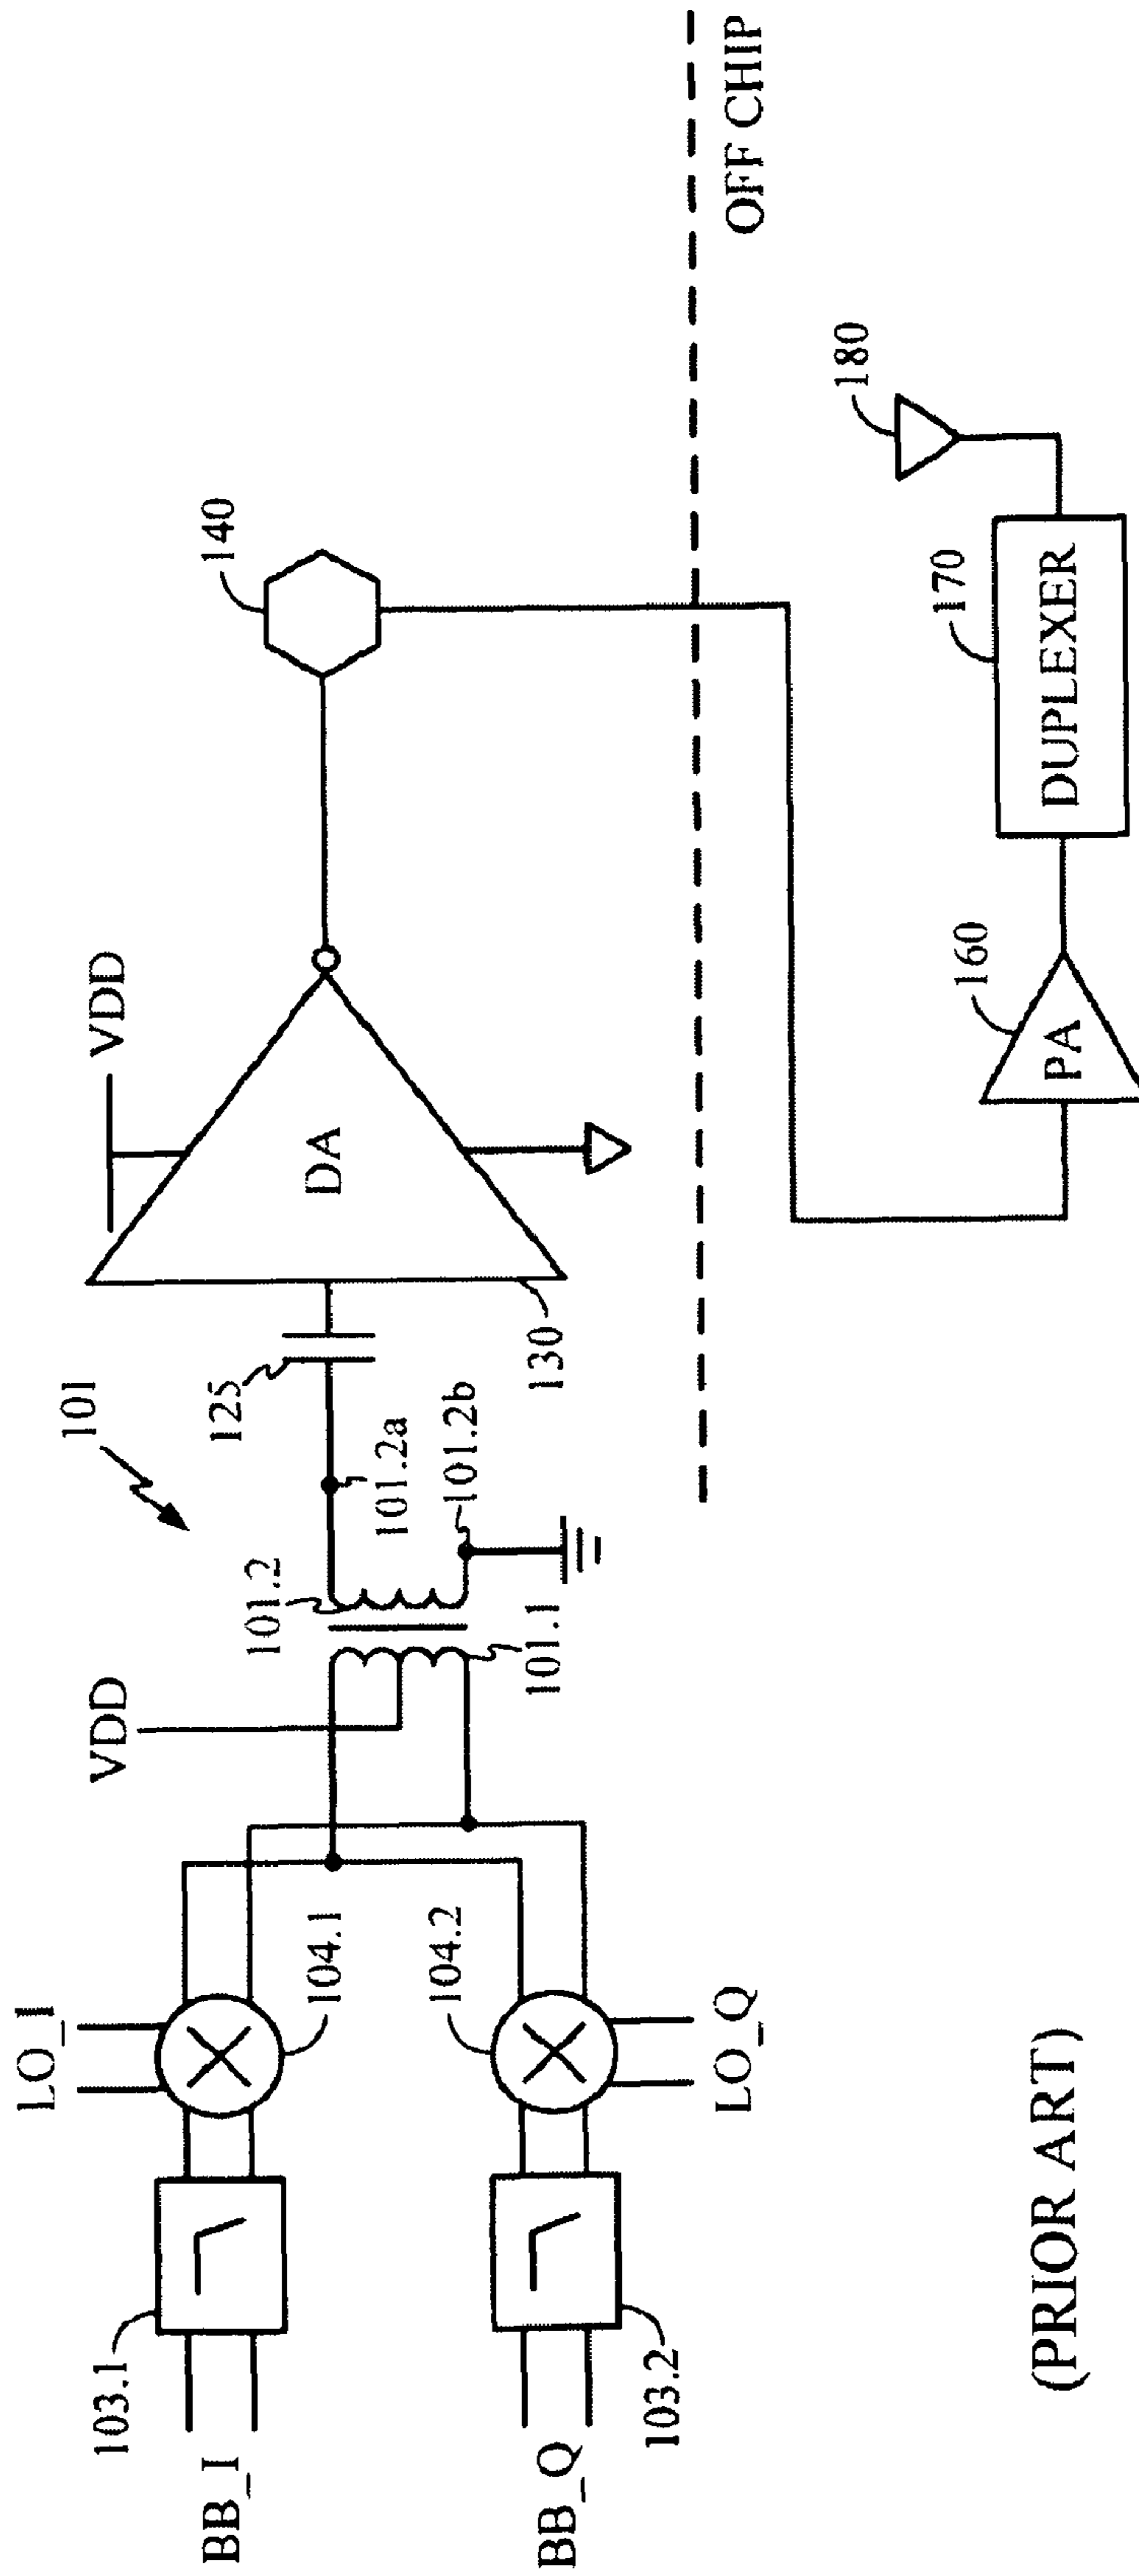 BB_I
103.1
LO_I
104.1
BB_Q
103.2
LO_Q
104.2
VDD
101.1
101.2
101
101.2a
101.2b
125
VDD
DA
130
140
OFF CHIP
PA
160
DUPLEXER
170
180
(PRIOR ART)